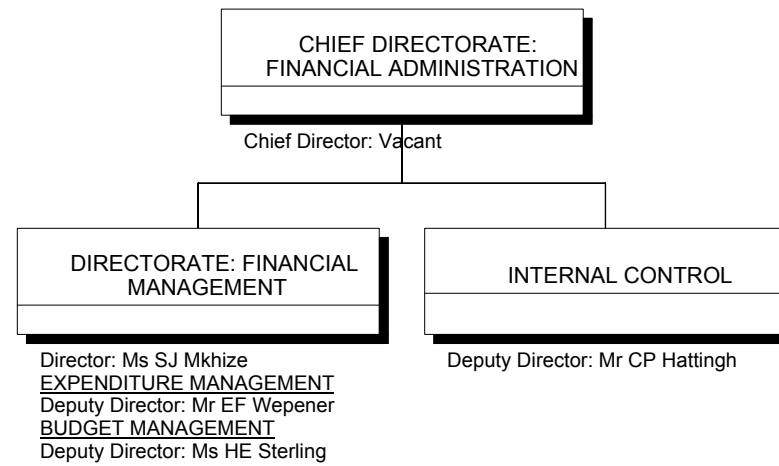 CHIEF DIRECTORATE:
FINANCIAL ADMINISTRATION
Chief Director: Vacant
DIRECTORATE: FINANCIAL
MANAGEMENT
Director: Ms SJ Mkhize
EXPENDITURE MANAGEMENT
Deputy Director: Mr EF Wepener
BUDGET MANAGEMENT
Deputy Director: Ms HE Sterling
INTERNAL CONTROL
Deputy Director: Mr CP Hattingh